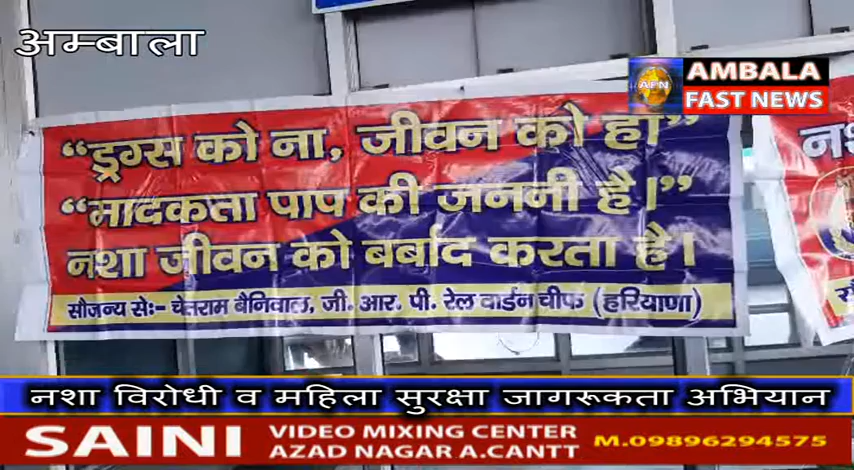 अम्बाला
APN
AMBALA
FAST NEWS
“ड्रग्स को ना, जीवन को हाँ”
“मादकता पाप की जननी है।”
नशा जीवन को बर्बाद करता है।
सौजन्य से:- चेतराम बैनिवाल, जी. आर. पी. रेल वार्डन चीफ (हरियाणा)
नशा विरोधी व महिला सुरक्षा जागरूकता अभियान
SAINI
VIDEO MIXING CENTER
AZAD NAGAR A.CANTT
M.09896294575